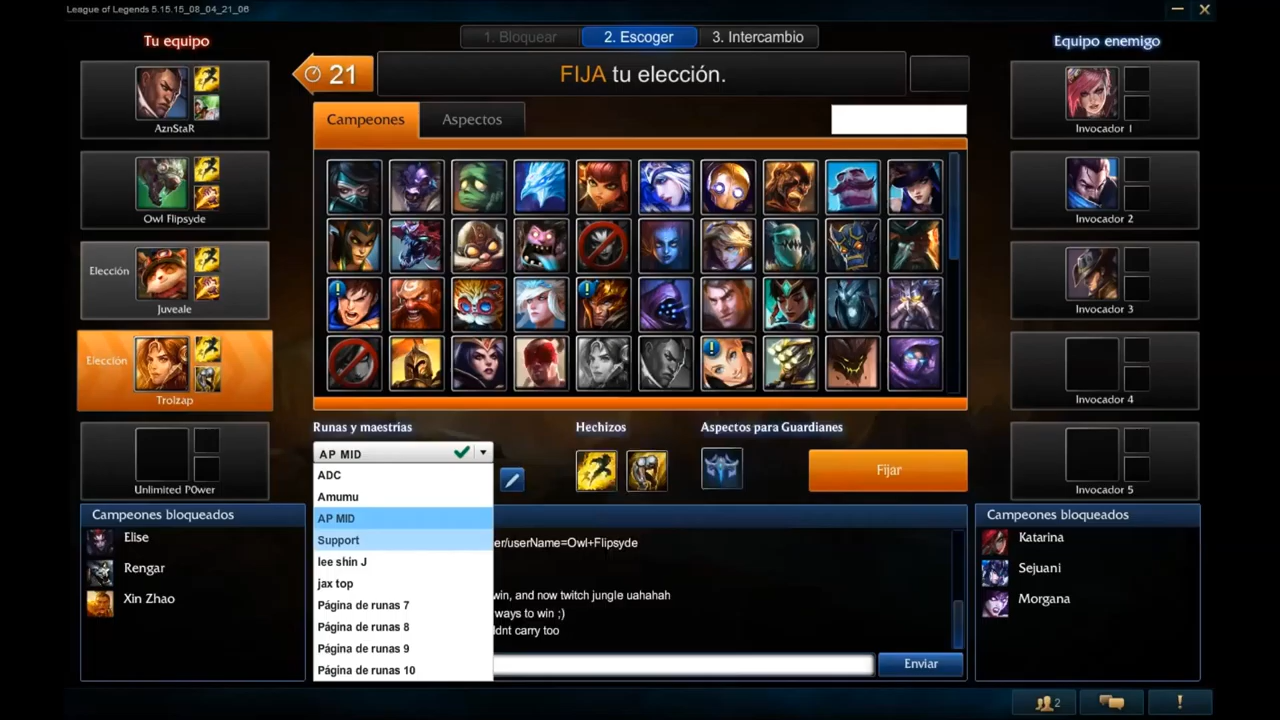 League of Legends 5.15.15_08_04_21_06
Tu equipo
1. Bloquear
2. Escoger
3. Intercambio
Equipo enemigo
21
FIJA tu elección.
Campeones
Aspectos
AznStaR
Owl Flipsyde
Elección
Juveale
Elección
Trolzap
Unlimited P0wer
Invocador 1
Invocador 2
Invocador 3
Invocador 4
Invocador 5
Runas y maestrias
Hechizos
Aspectos para Guardianes
AP MID
Fijar
ADC
Amumu
AP MID
Support
lee shin J
jax top
Página de runas 7
Página de runas 8
Página de runas 9
Página de runas 10
er/userName=Owl+Flipsyde
win, and now twitch jungle uahahah
ways to win ;)
ldnt carry too
Enviar
Campeones bloqueados
Elise
Rengar
Xin Zhao
Campeones bloqueados
Katarina
Sejuani
Morgana
2